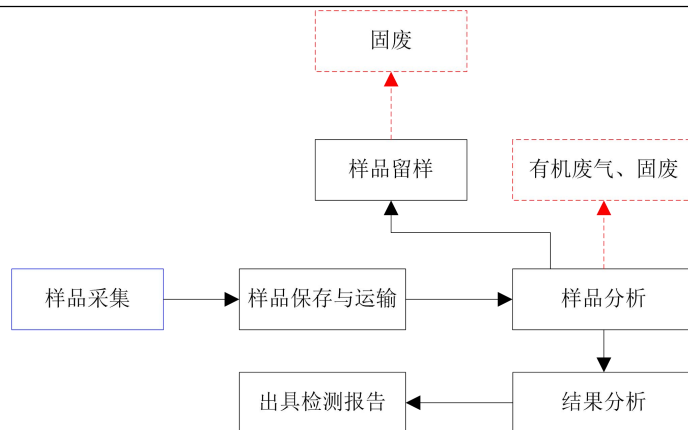 固废
样品留样
有机废气、固废
样品采集
样品保存与运输
样品分析
出具检测报告
结果分析